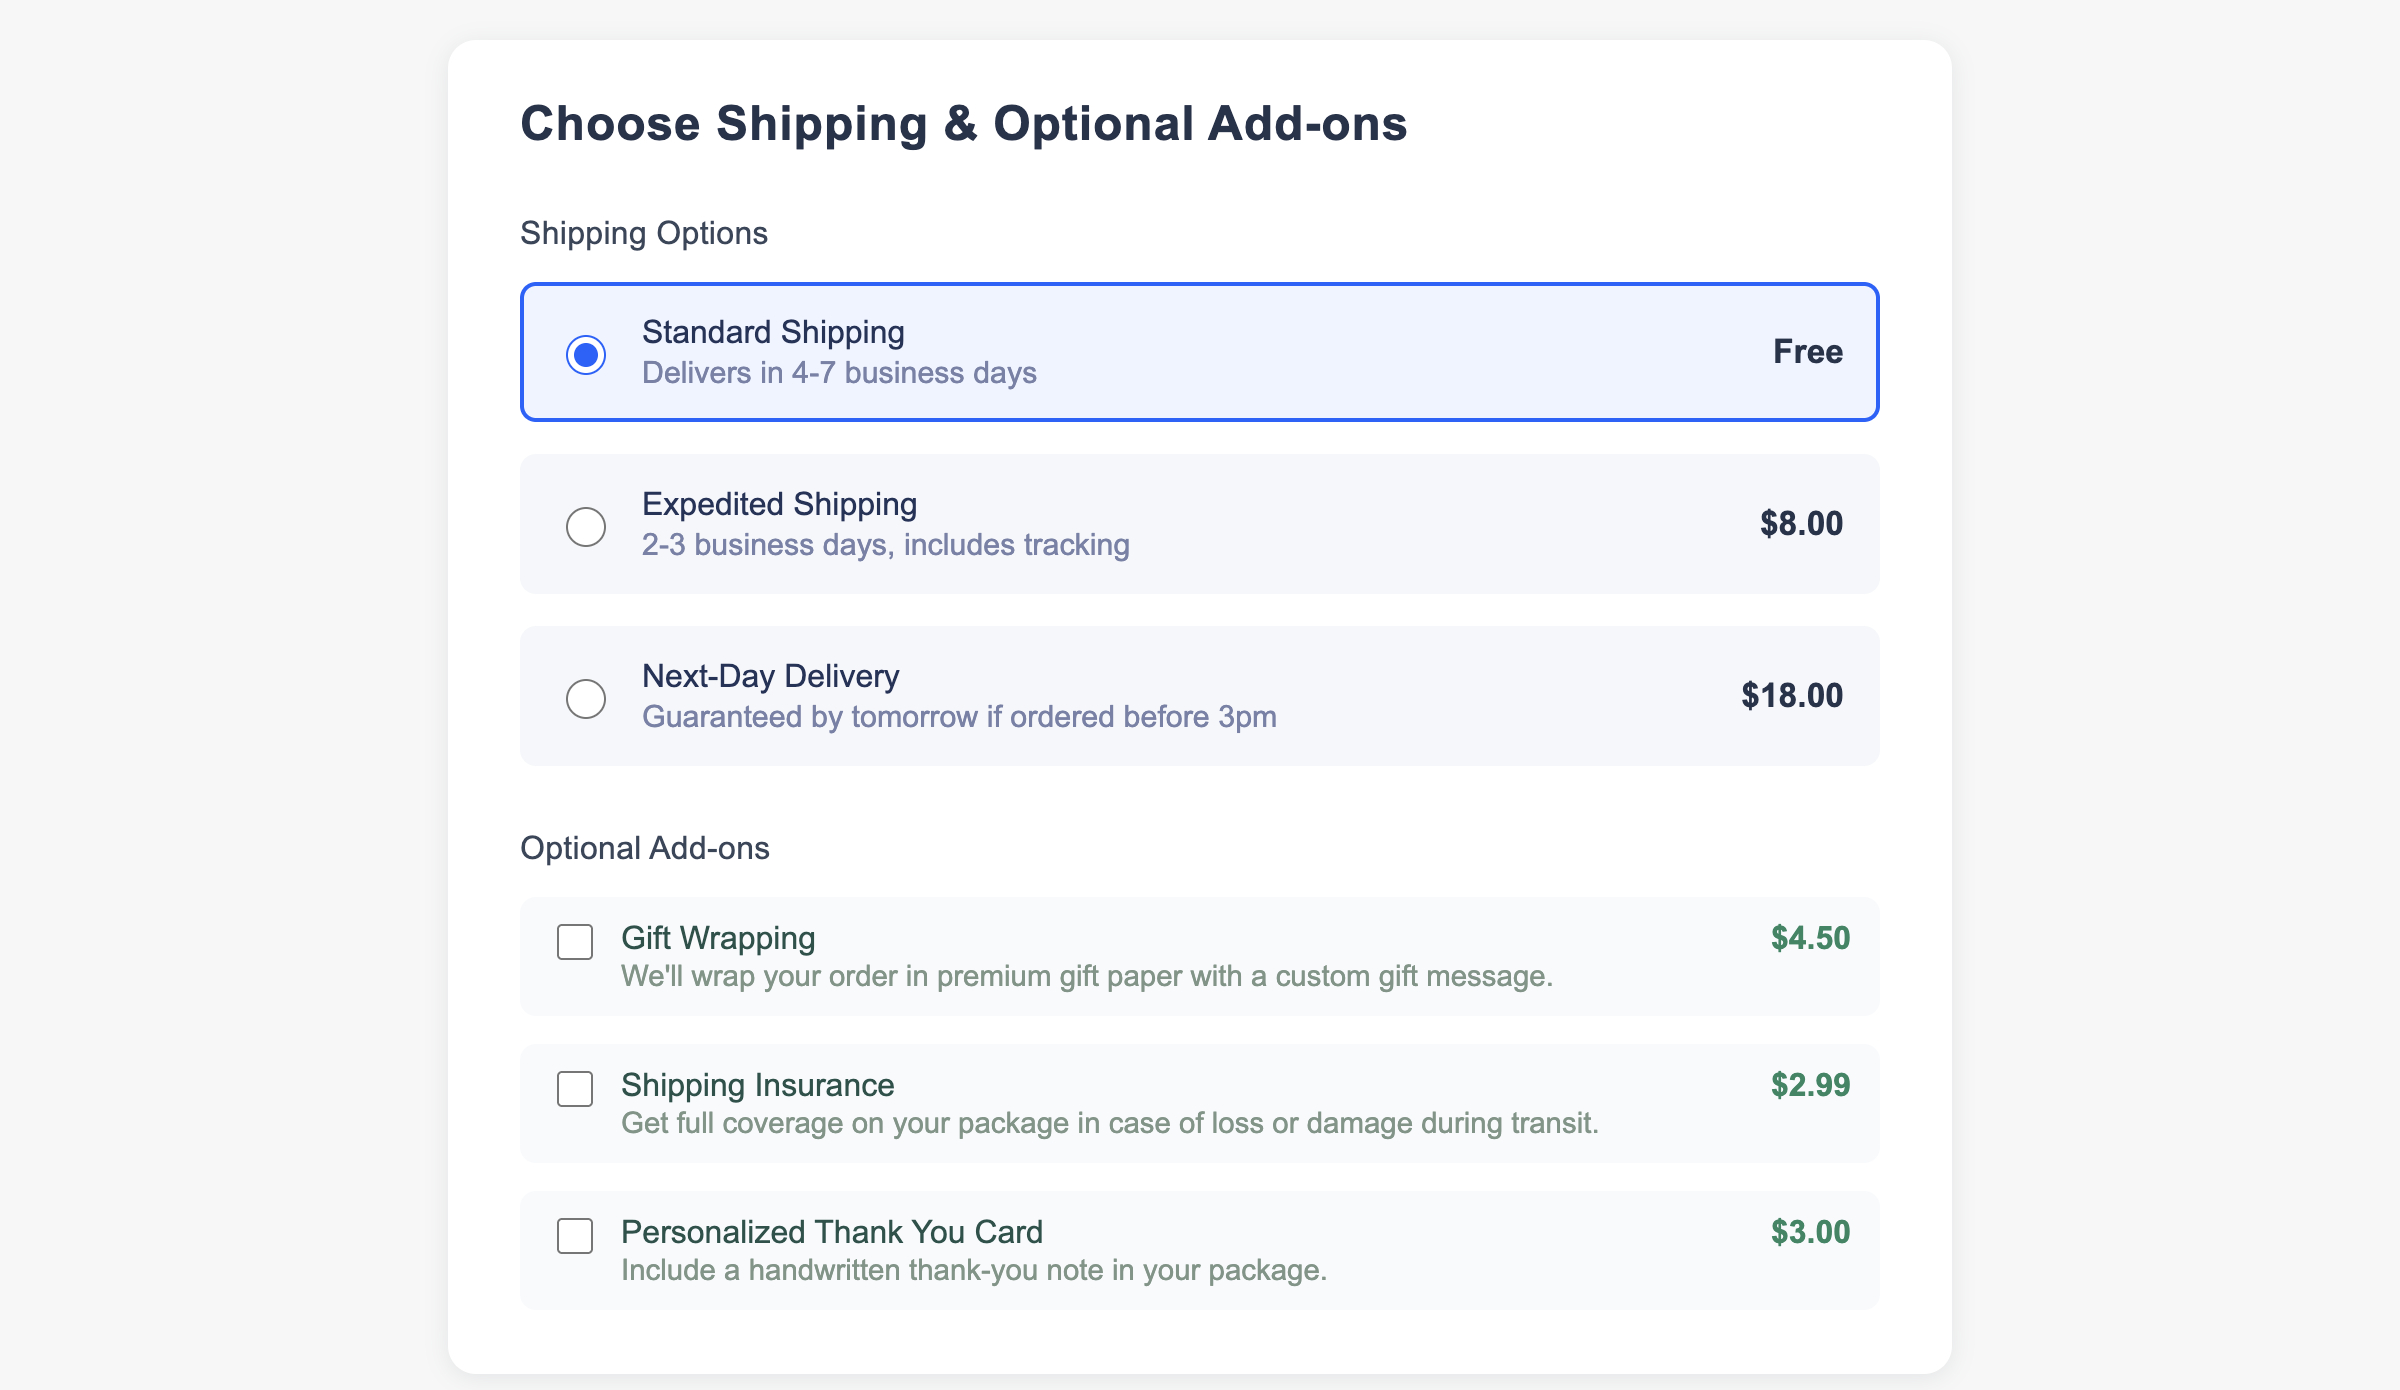 Choose Shipping & Optional Add-ons
Shipping Options
Standard Shipping
Delivers in 4-7 business days
Free
Expedited Shipping
2-3 business days, includes tracking
$8.00
Next-Day Delivery
Guaranteed by tomorrow if ordered before 3pm
$18.00
Optional Add-ons
Gift Wrapping
$4.50
We'll wrap your order in premium gift paper with a custom gift message.
Shipping Insurance
$2.99
Get full coverage on your package in case of loss or damage during transit.
Personalized Thank You Card
$3.00
Include a handwritten thank-you note in your package.